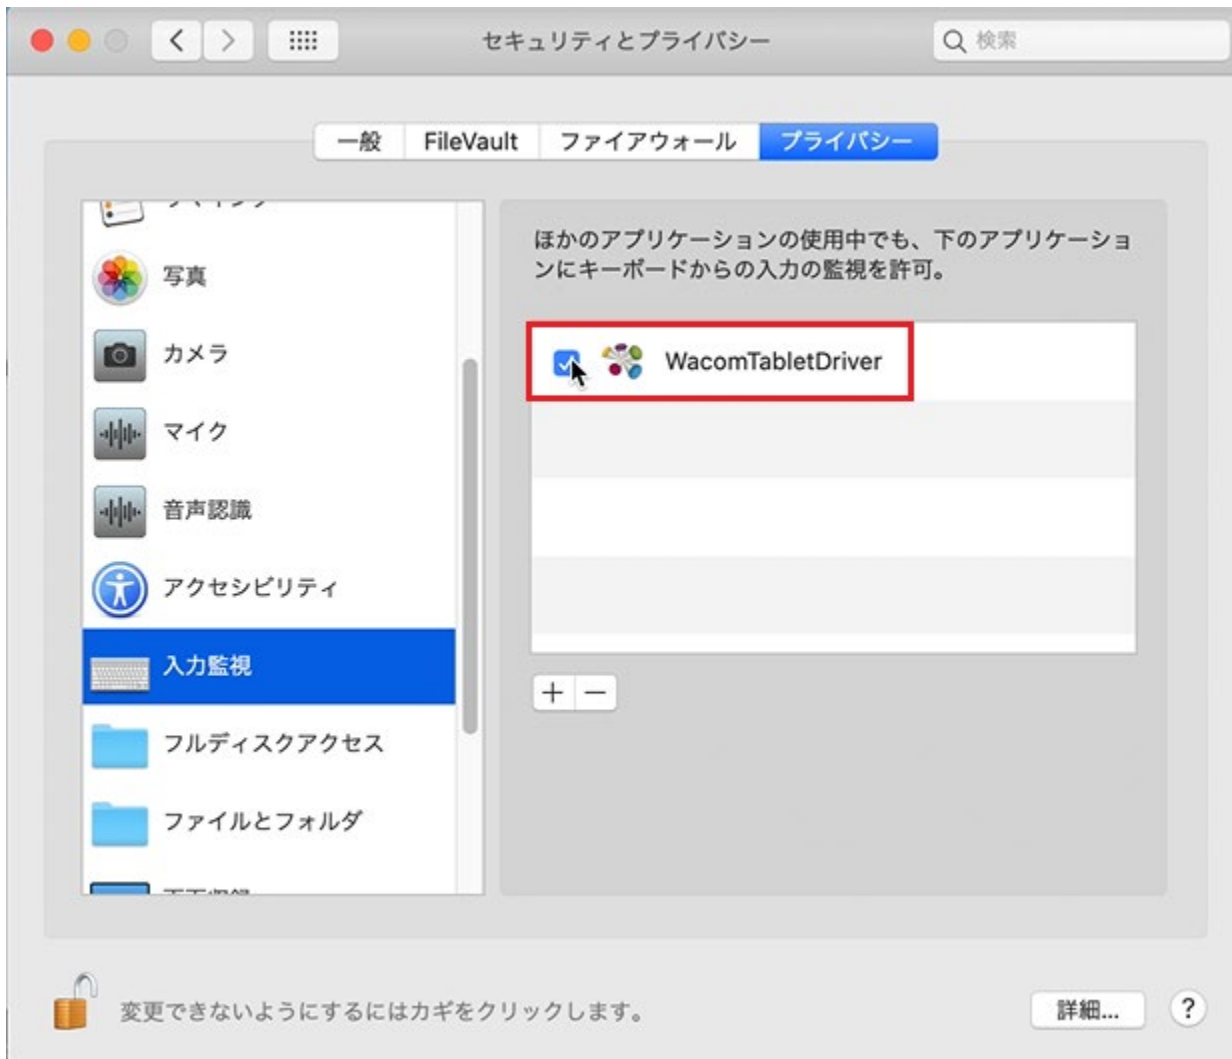 セキュリティとプライバシー
検索
一般
FileVault
ファイアウォール
プライバシー
写真
カメラ
マイク
音声認識
アクセシビリティ
入力監視
フルディスクアクセス
ファイルとフォルダ
ほかのアプリケーションの使用中でも、下のアプリケーショ
ンにキーボードからの入力の監視を許可。
WacomTabletDriver
変更できないようにするにはカギをクリックします。
詳細...
?